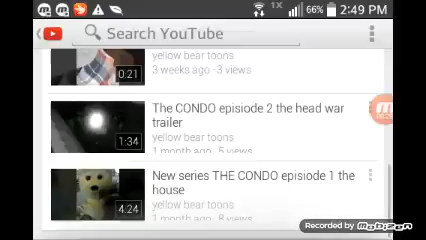 1X
66%
2:49 PM
Search YouTube
yellow bear toons
3 weeks ago · 3 views
0:21
The CONDO episiode 2 the head war
trailer
yellow bear toons
1 month ago · 5 views
1:34
New series THE CONDO episiode 1 the
house
yellow bear toons
1 month ago · 8 views
4:24
Recorded by Mobizen